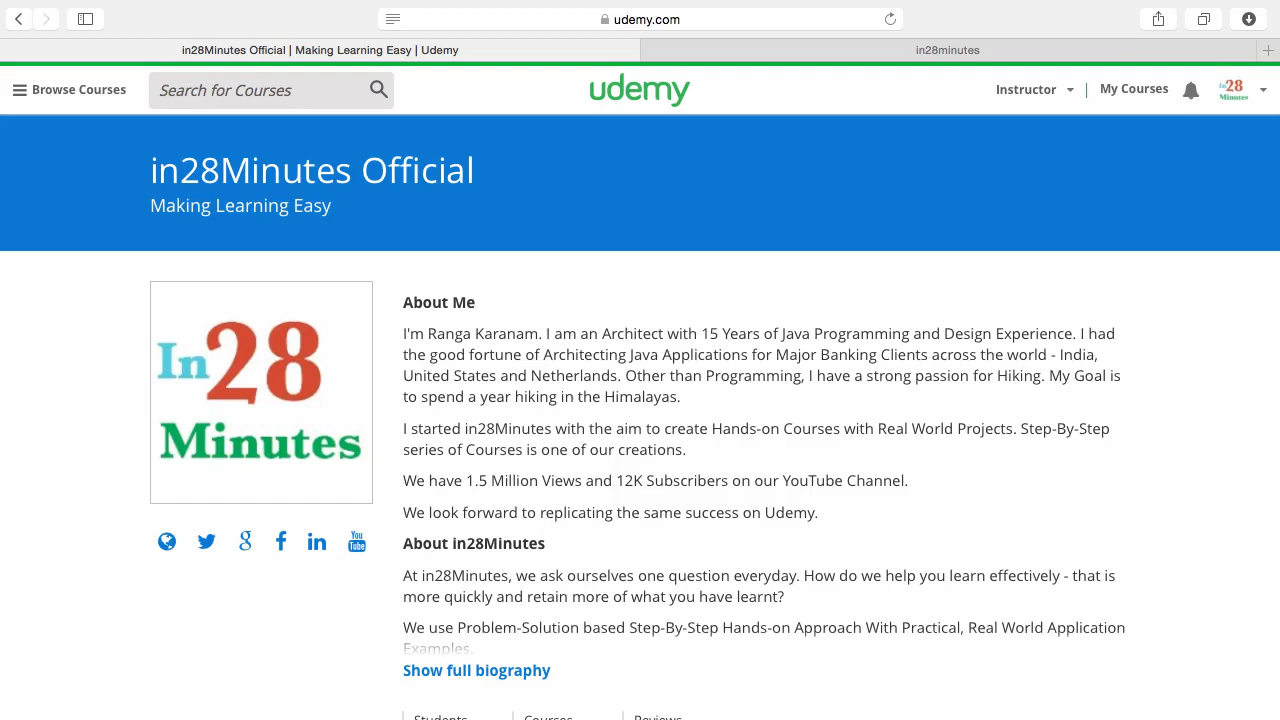 udemy.com
in28Minutes Official | Making Learning Easy | Udemy
in28minutes
Browse Courses
Search for Courses
udemy
Instructor
My Courses
In28
Minutes
in28Minutes Official
Making Learning Easy
In28
Minutes
You
Tube
About Me
I'm Ranga Karanam. I am an Architect with 15 Years of Java Programming and Design Experience. I had
the good fortune of Architecting Java Applications for Major Banking Clients across the world - India,
United States and Netherlands. Other than Programming, I have a strong passion for Hiking. My Goal is
to spend a year hiking in the Himalayas.
I started in28Minutes with the aim to create Hands-on Courses with Real World Projects. Step-By-Step
series of Courses is one of our creations.
We have 1.5 Million Views and 12K Subscribers on our YouTube Channel.
We look forward to replicating the same success on Udemy.
About in28Minutes
At in28Minutes, we ask ourselves one question everyday. How do we help you learn effectively - that is
more quickly and retain more of what you have learnt?
We use Problem-Solution based Step-By-Step Hands-on Approach With Practical, Real World Application
Examples.
Show full biography
Students
Courses
Reviews